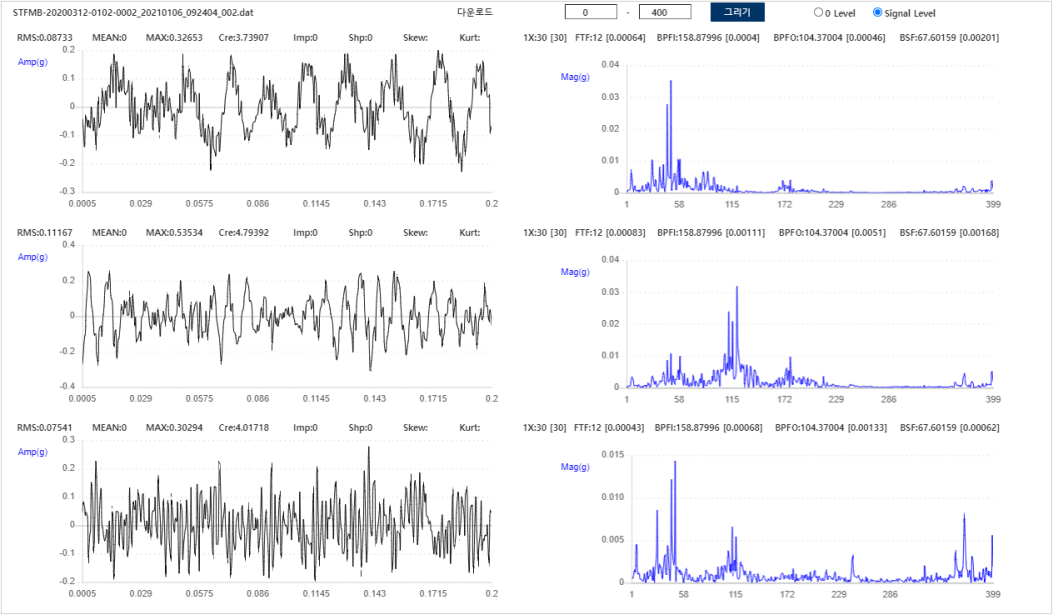 STFMB-20200312-0102-0002_20210106_092404_002.dat 다운로드 0 - 400 그리기 0 Level Signal Level
RMS:0.08733 MEAN:0 MAX:0.32653 Cre:3.73907 Imp:0 Shp:0 Skew: Kurt: 1X:30 [30] FTF:12 [0.00064] BPFI:158.87996 [0.0004] BPFO:104.37004 [0.00046] BSF:67.60159 [0.00201]
Amp(g)
0.2
0.1
0
-0.1
-0.2
-0.3
0.0005 0.029 0.0575 0.086 0.1145 0.143 0.1715 0.2
Mag(g)
0.04
0.03
0.02
0.01
0
1 58 115 172 229 286 399
RMS:0.11167 MEAN:0 MAX:0.53534 Cre:4.79392 Imp:0 Shp:0 Skew: Kurt: 1X:30 [30] FTF:12 [0.00083] BPFI:158.87996 [0.00111] BPFO:104.37004 [0.0051] BSF:67.60159 [0.00168]
Amp(g)
0.4
0.2
0
-0.2
-0.4
0.0005 0.029 0.0575 0.086 0.1145 0.143 0.1715 0.2
Mag(g)
0.04
0.03
0.02
0.01
0
1 58 115 172 229 286 399
RMS:0.07541 MEAN:0 MAX:0.30294 Cre:4.01718 Imp:0 Shp:0 Skew: Kurt: 1X:30 [30] FTF:12 [0.00043] BPFI:158.87996 [0.00068] BPFO:104.37004 [0.00133] BSF:67.60159 [0.00062]
Amp(g)
0.3
0.2
0.1
0
-0.1
-0.2
0.0005 0.029 0.0575 0.086 0.1145 0.143 0.1715 0.2
Mag(g)
0.015
0.010
0.005
0
1 58 115 172 229 286 399